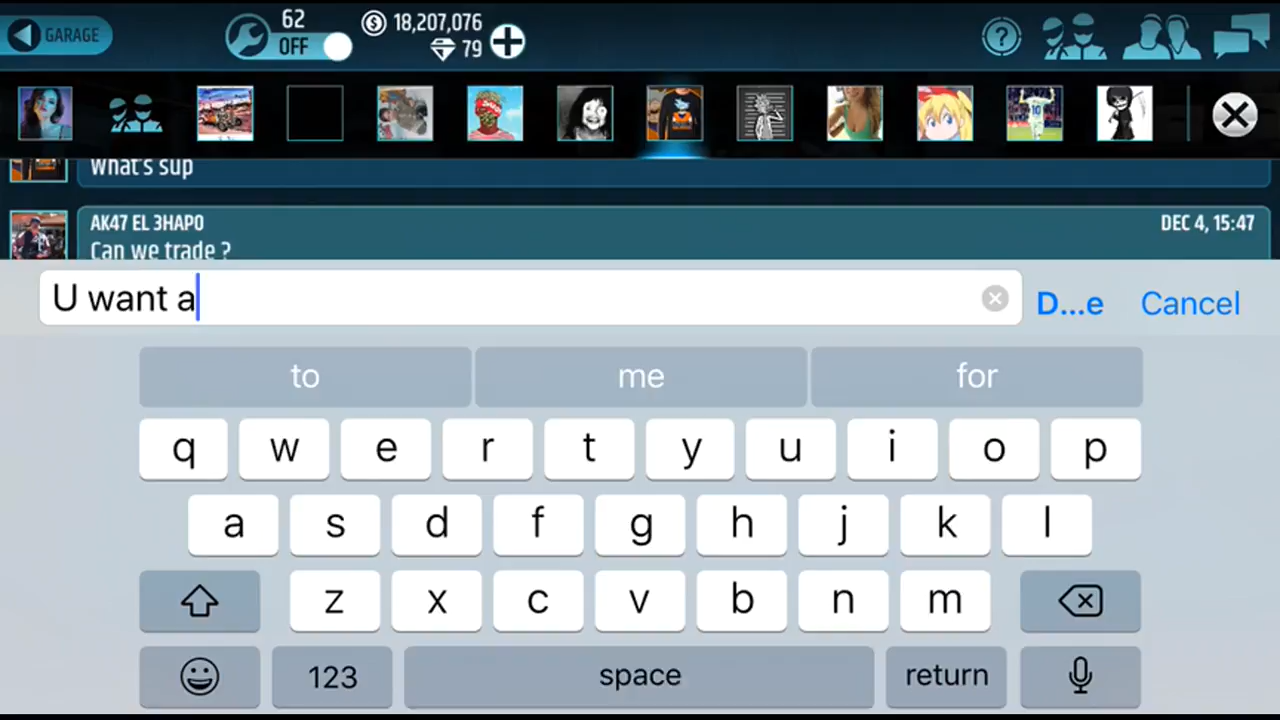 GARAGE
62
OFF
18,207,076
79
What's sup
AK47 EL 3HAPO
DEC 4, 15:47
Can we trade ?
U want a
D...e
Cancel
to
me
for
q w e r t y u i o p
a s d f g h j k l
z x c v b n m
123
space
return